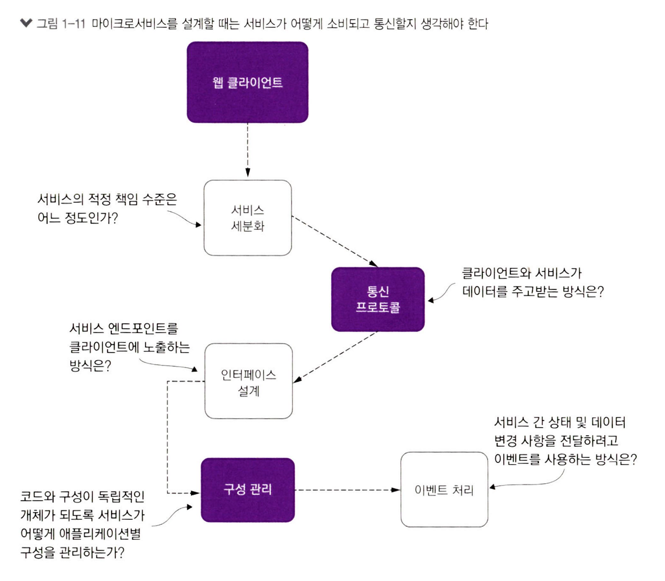 그림 1-11 마이크로서비스를 설계할 때는 서비스가 어떻게 소비되고 통신할지 생각해야 한다
웹 클라이언트
서비스의 적정 책임 수준은
어느 정도인가?
서비스
세분화
클라이언트와 서비스가
데이터를 주고받는 방식은?
통신
프로토콜
서비스 엔드포인트를
클라이언트에 노출하는
방식은?
인터페이스
설계
서비스 간 상태 및 데이터
변경 사항을 전달하려고
이벤트를 사용하는 방식은?
구성 관리
이벤트 처리
코드와 구성이 독립적인
개체가 되도록 서비스가
어떻게 애플리케이션별
구성을 관리하는가?